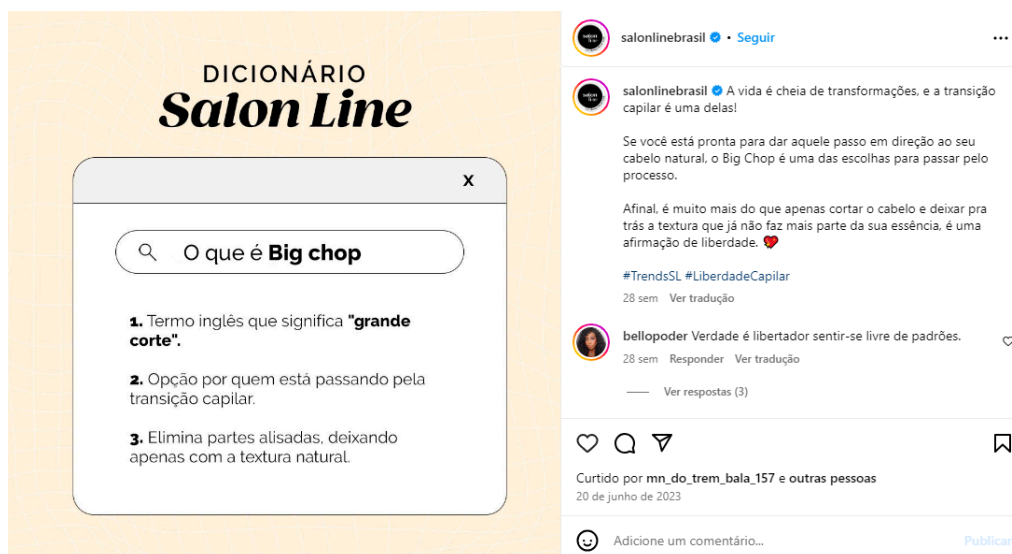 DICIONÁRIO
Salon Line
X
O que é Big chop
1. Termo inglês que significa "grande
corte".
2. Opção por quem está passando pela
transição capilar.
3. Elimina partes alisadas, deixando
apenas com a textura natural.
salonlinebrasil • Seguir
salonlinebrasil A vida é cheia de transformações, e a transição
capilar é uma delas!
Se você está pronta para dar aquele passo em direção ao seu
cabelo natural, o Big Chop é uma das escolhas para passar pelo
processo.
Afinal, é muito mais do que apenas cortar o cabelo e deixar pra
trás a textura que já não faz mais parte da sua essência, é uma
afirmação de liberdade. 💘
#TrendsSL #LiberdadeCapilar
28 sem Ver tradução
bellopoder Verdade é libertador sentir-se livre de padrões.
28 sem Responder Ver tradução
Ver respostas (3)
Curtido por mn_do_trem_bala_157 e outras pessoas
20 de junho de 2023
Adicione um comentário... Publicar